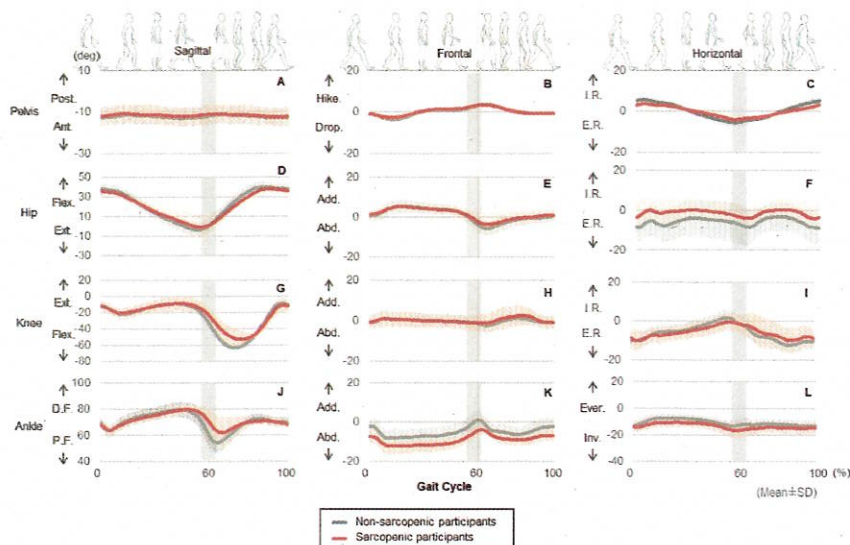 Sagittal Frontal Horizontal
(deg)
Pelvis
10 A
Post.
-10
Ant.
-30
20 B
Hike.
0
Drop.
-20
20 C
I.R.
0
E.R.
-20
Hip
50 D
30 Flex.
10
-10 Ext.
-30
20 E
Add.
0
Abd.
-20
20 F
I.R.
0
E.R.
-20
Knee
20 G
0 Ext.
-20
-40
-60 Flex.
-80
20 H
Add.
0
Abd.
-20
20 I
I.R.
0
E.R.
-20
Ankle
100 J
80 D.F.
60 P.F.
40
20 K
Add.
0
Abd.
-20
20 L
Ever.
0
-20 Inv.
-40
0 60 100 0 60 100 0 60 100 (%)
Gait Cycle
(Mean±SD)
Non-sarcopenic participants
Sarcopenic participants